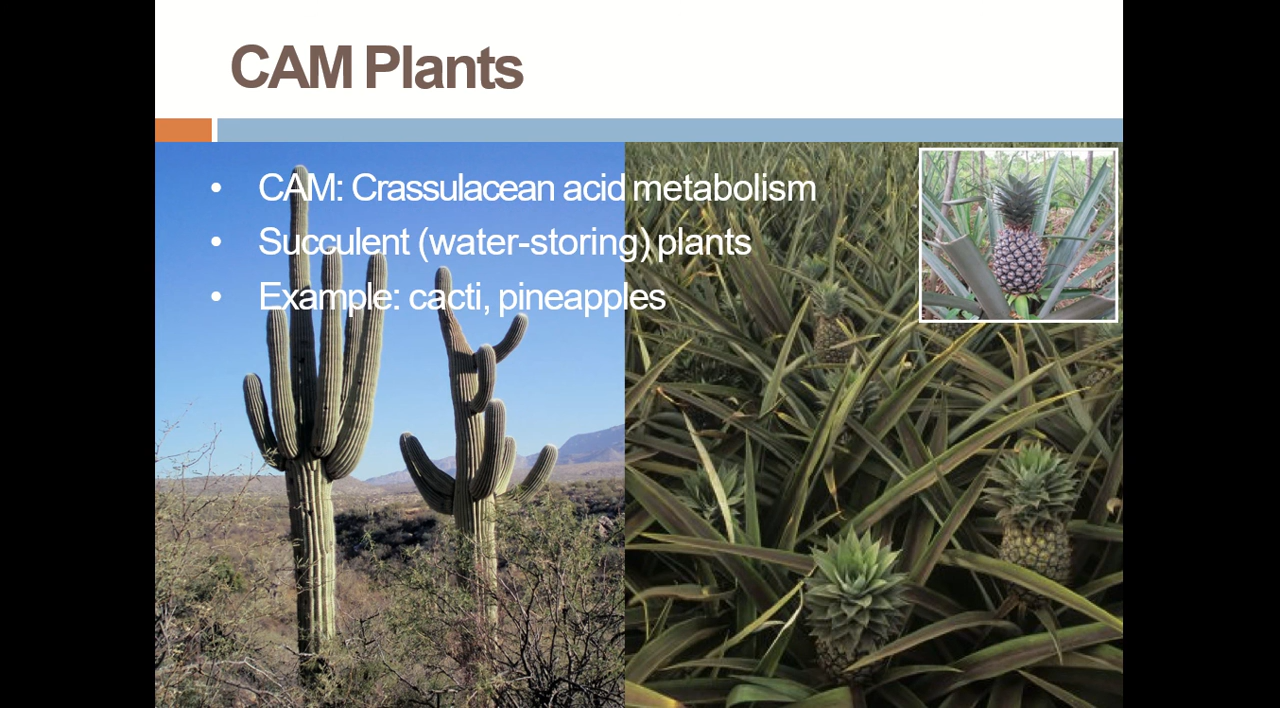 CAM Plants
• CAM: Crassulacean acid metabolism
• Succulent (water-storing) plants
• Example: cacti, pineapples